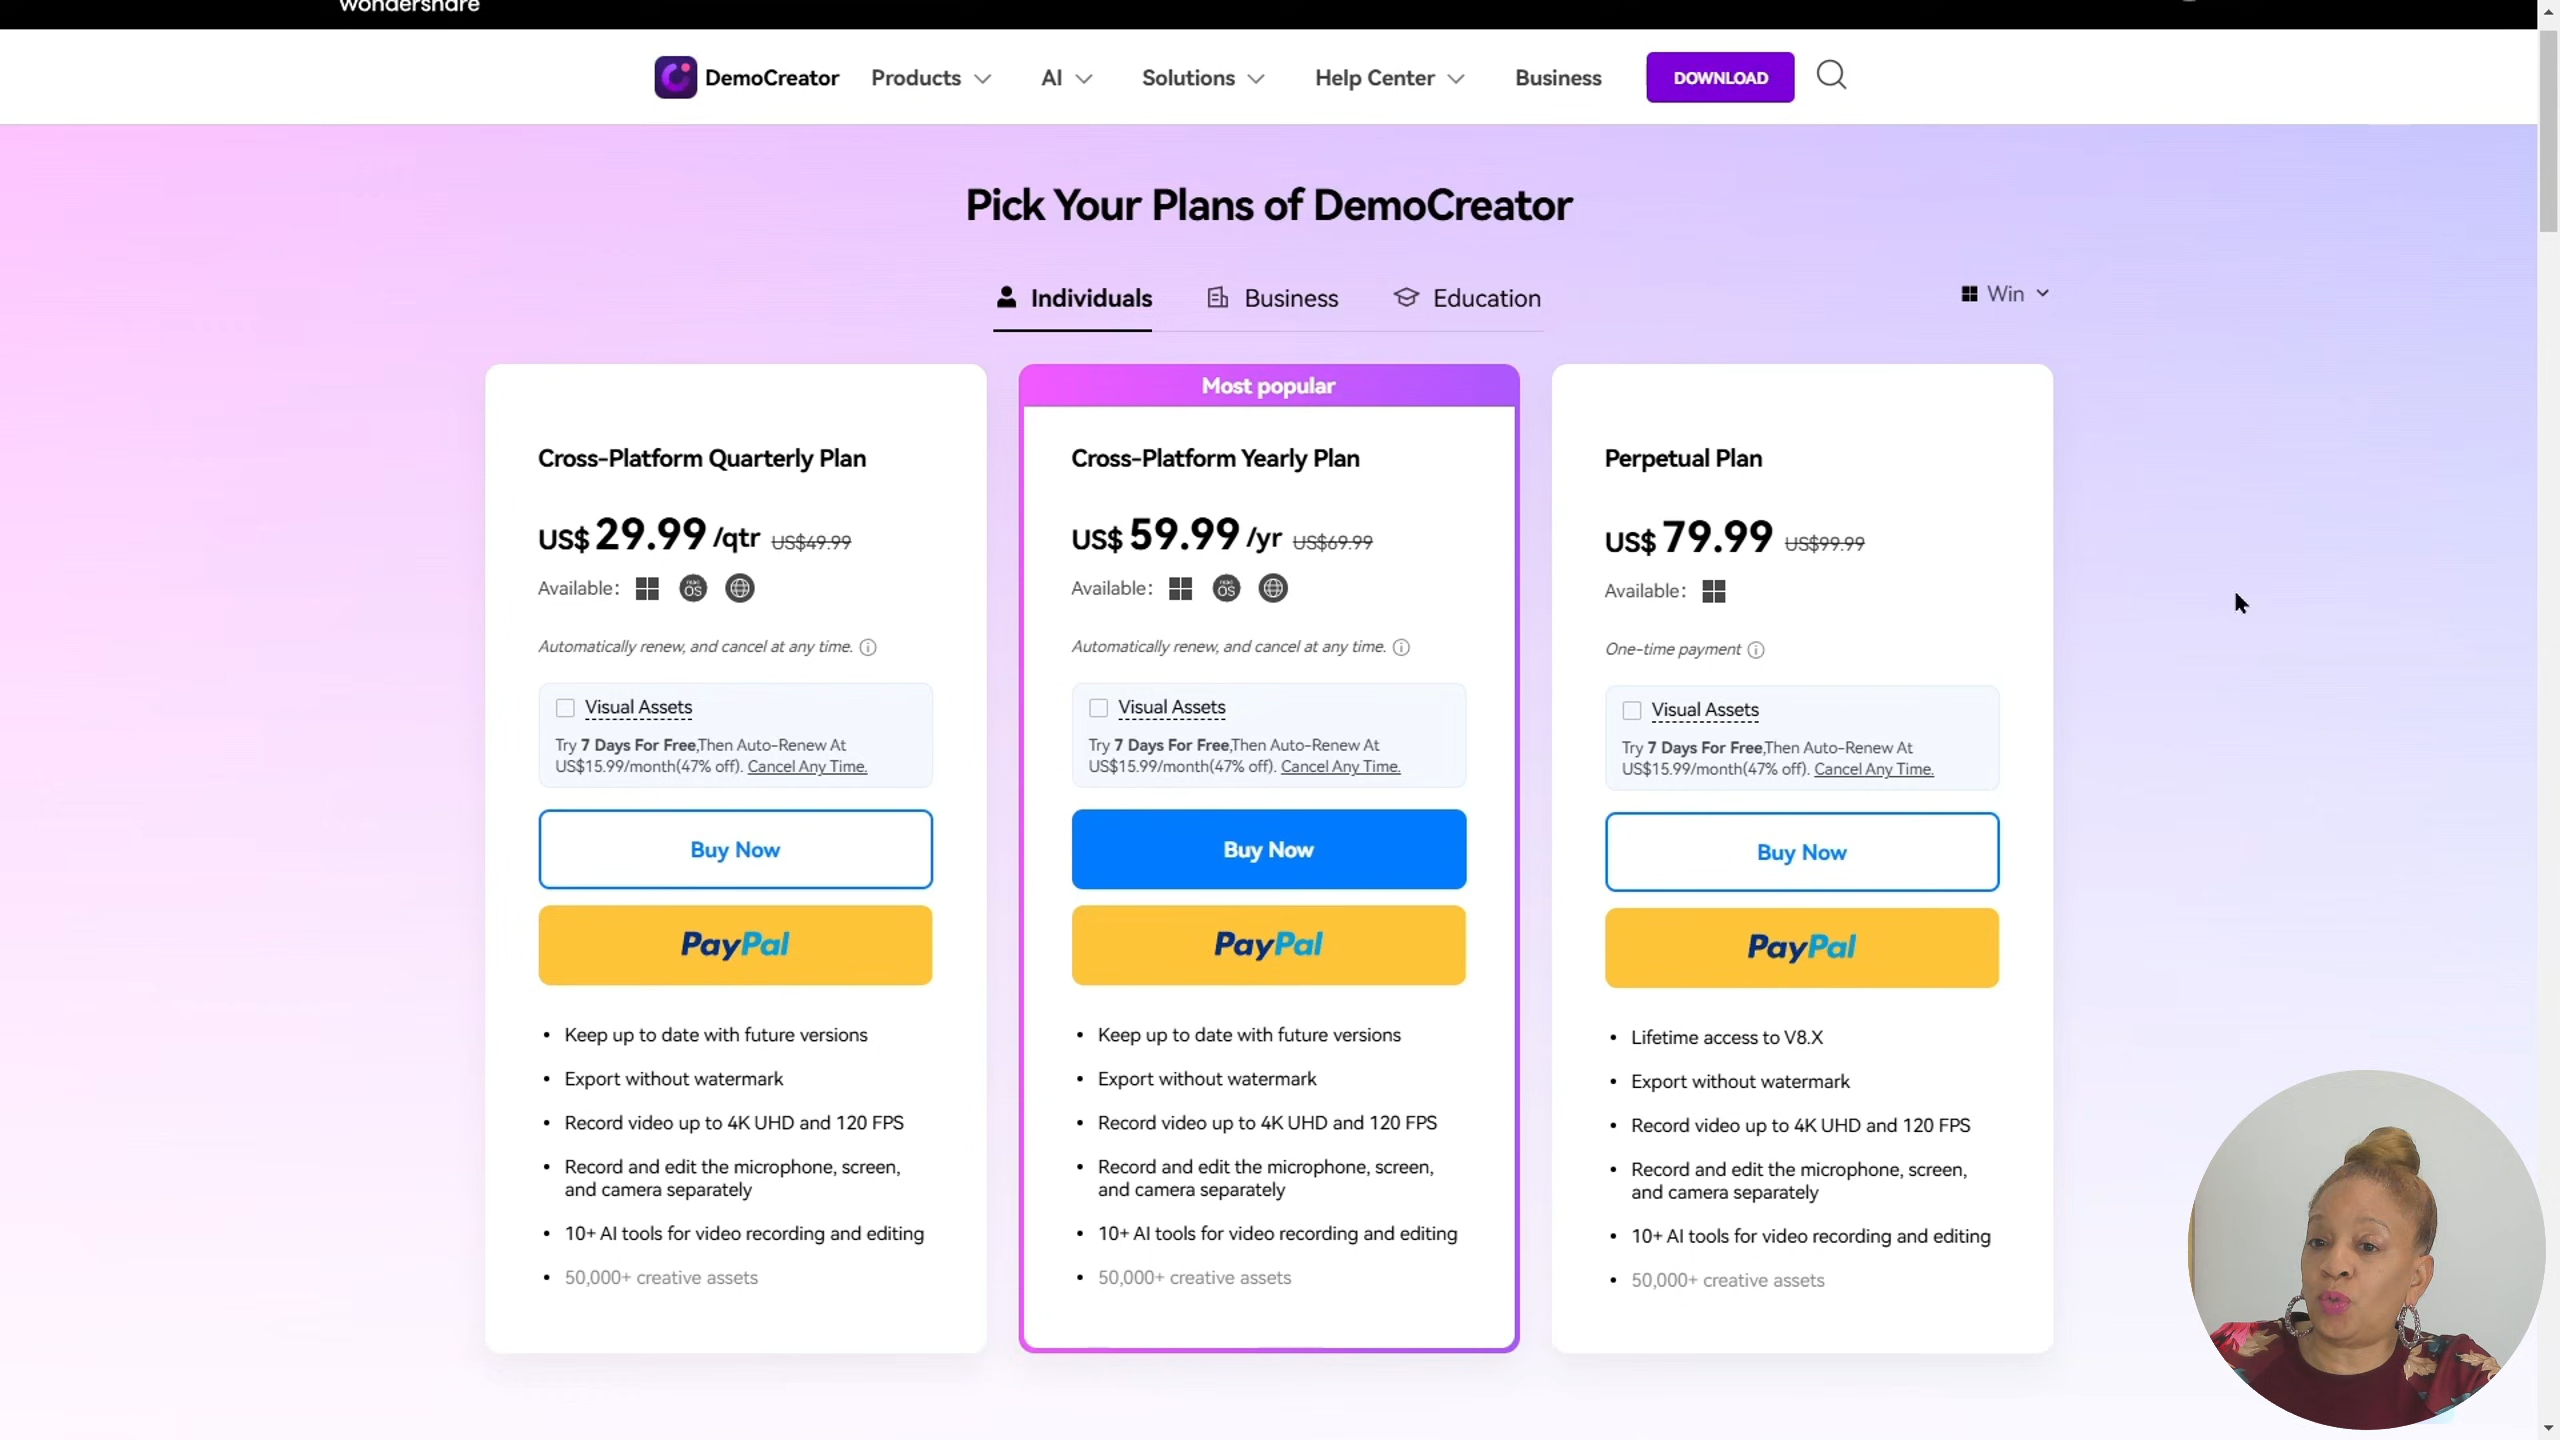 wondershare
DemoCreator Products AI Solutions Help Center Business DOWNLOAD
Pick Your Plans of DemoCreator
Individuals Business Education
Win
Cross-Platform Quarterly Plan
US$ 29.99 /qtr US$49.99
Available:
Automatically renew, and cancel at any time.
Visual Assets
Try 7 Days For Free,Then Auto-Renew At
US$15.99/month(47% off). Cancel Any Time.
Buy Now
PayPal
• Keep up to date with future versions
• Export without watermark
• Record video up to 4K UHD and 120 FPS
• Record and edit the microphone, screen,
and camera separately
• 10+ AI tools for video recording and editing
• 50,000+ creative assets
Most popular
Cross-Platform Yearly Plan
US$ 59.99 /yr US$69.99
Available:
Automatically renew, and cancel at any time.
Visual Assets
Try 7 Days For Free,Then Auto-Renew At
US$15.99/month(47% off). Cancel Any Time.
Buy Now
PayPal
• Keep up to date with future versions
• Export without watermark
• Record video up to 4K UHD and 120 FPS
• Record and edit the microphone, screen,
and camera separately
• 10+ AI tools for video recording and editing
• 50,000+ creative assets
Perpetual Plan
US$ 79.99 US$99.99
Available:
One-time payment
Visual Assets
Try 7 Days For Free,Then Auto-Renew At
US$15.99/month(47% off). Cancel Any Time.
Buy Now
PayPal
• Lifetime access to V8.X
• Export without watermark
• Record video up to 4K UHD and 120 FPS
• Record and edit the microphone, screen,
and camera separately
• 10+ AI tools for video recording and editing
• 50,000+ creative assets